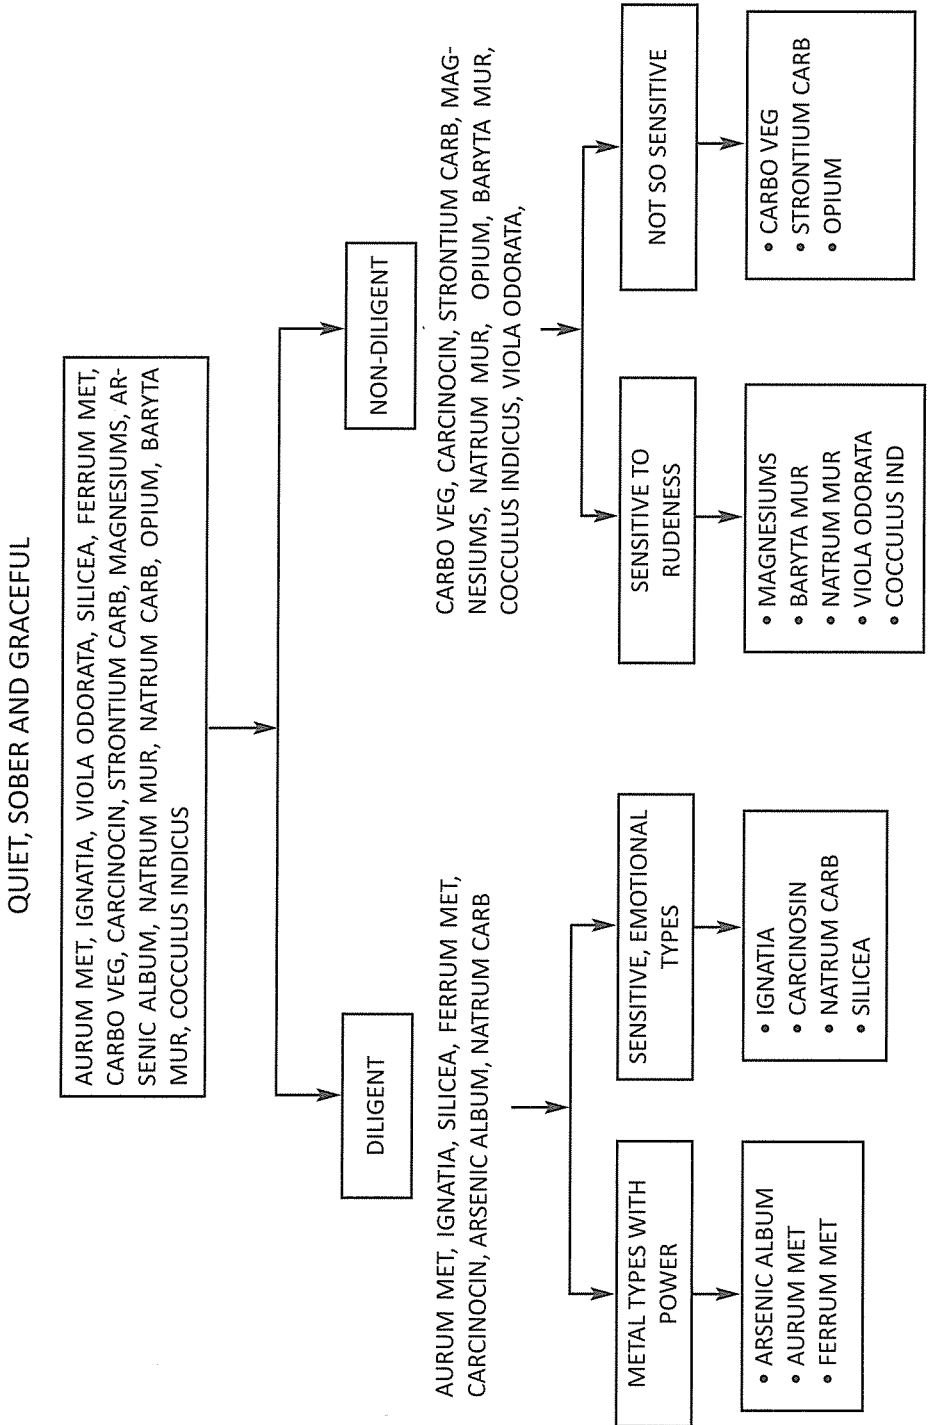 QUIET, SOBER AND GRACEFUL
AURUM MET, IGNATIA, VIOLA ODORATA, SILICEA, FERRUM MET,
CARBO VEG, CARCINOCIN, STRONTIUM CARB, MAGNESIUMS, AR-
SENIC ALBUM, NATRUM MUR, NATRUM CARB, OPIUM, BARYTA
MUR, COCCULUS INDICUS
DILIGENT
AURUM MET, IGNATIA, SILICEA, FERRUM MET,
CARCINOCIN, ARSENIC ALBUM, NATRUM CARB
METAL TYPES WITH
POWER
• ARSENIC ALBUM
• AURUM MET
• FERRUM MET
SENSITIVE, EMOTIONAL
TYPES
• IGNATIA
• CARCINOSIN
• NATRUM CARB
• SILICEA
NON-DILIGENT
CARBO VEG, CARCINOCIN, STRONTIUM CARB, MAG-
NESIUMS, NATRUM MUR, OPIUM, BARYTA MUR,
COCCULUS INDICUS, VIOLA ODORATA,
SENSITIVE TO
RUDENESS
• MAGNESIUMS
• BARYTA MUR
• NATRUM MUR
• VIOLA ODORATA
• COCCULUS IND
NOT SO SENSITIVE
• CARBO VEG
• STRONTIUM CARB
• OPIUM